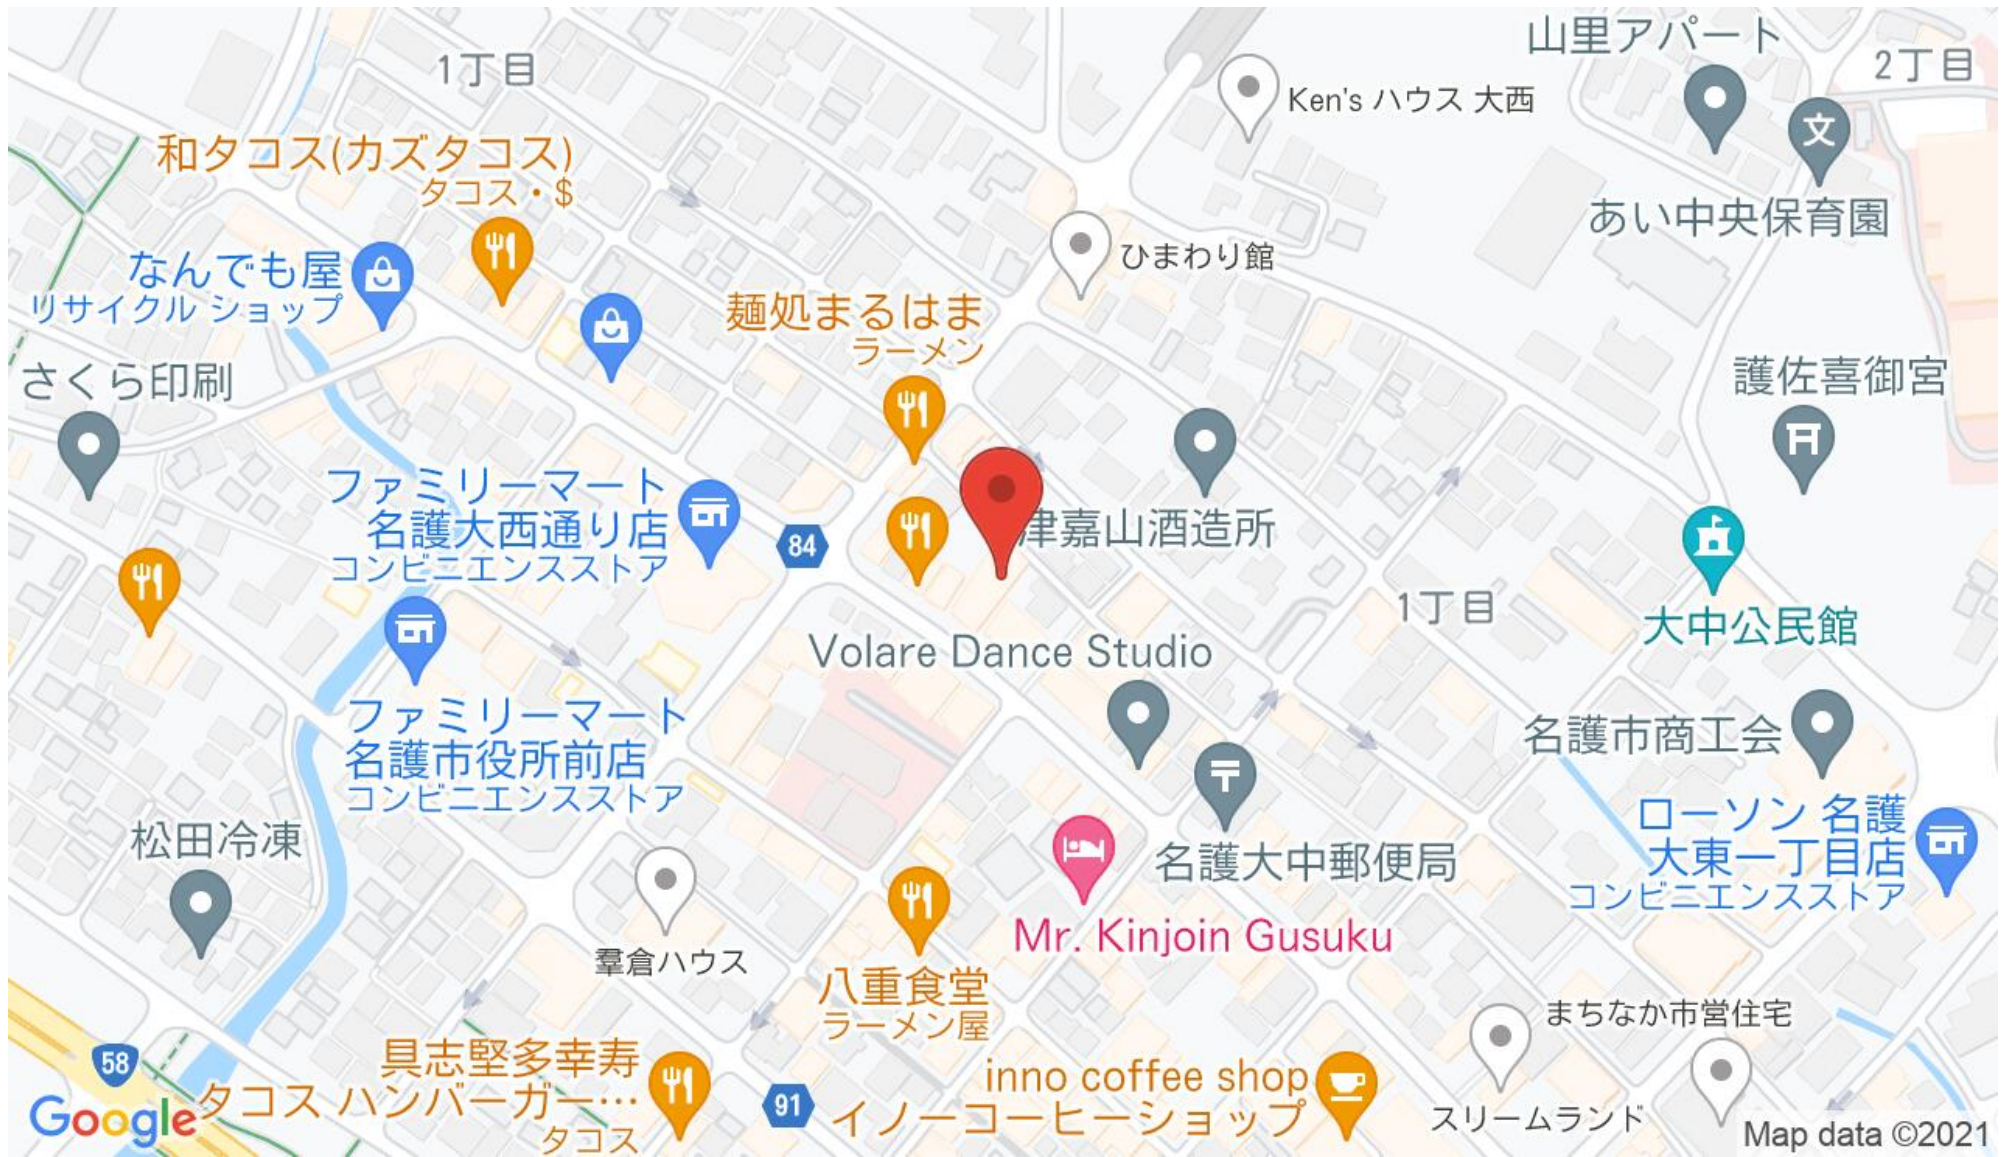 山里アパート
1丁目
2丁目
Ken's ハウス 大西
文
和タコス(カズタコス)
タコス・$
あい中央保育園
なんでも屋
リサイクル ショップ
ひまわり館
麺処まるはま
ラーメン
さくら印刷
護佐喜御宮
ファミリーマート
名護大西通り店
コンビニエンスストア
84
津嘉山酒造所
1丁目
大中公民館
Volare Dance Studio
ファミリーマート
名護市役所前店
コンビニエンスストア
名護市商工会
〒
松田冷凍
名護大中郵便局
ローソン 名護
大東一丁目店
コンビニエンスストア
Mr. Kinjoin Gusuku
羣倉ハウス
八重食堂
ラーメン屋
まちなか市営住宅
58
具志堅多幸寿
タコス ハンバーガー…
タコス
91
inno coffee shop
イノーコーヒーショップ
スリームランド
Google
Map data ©2021